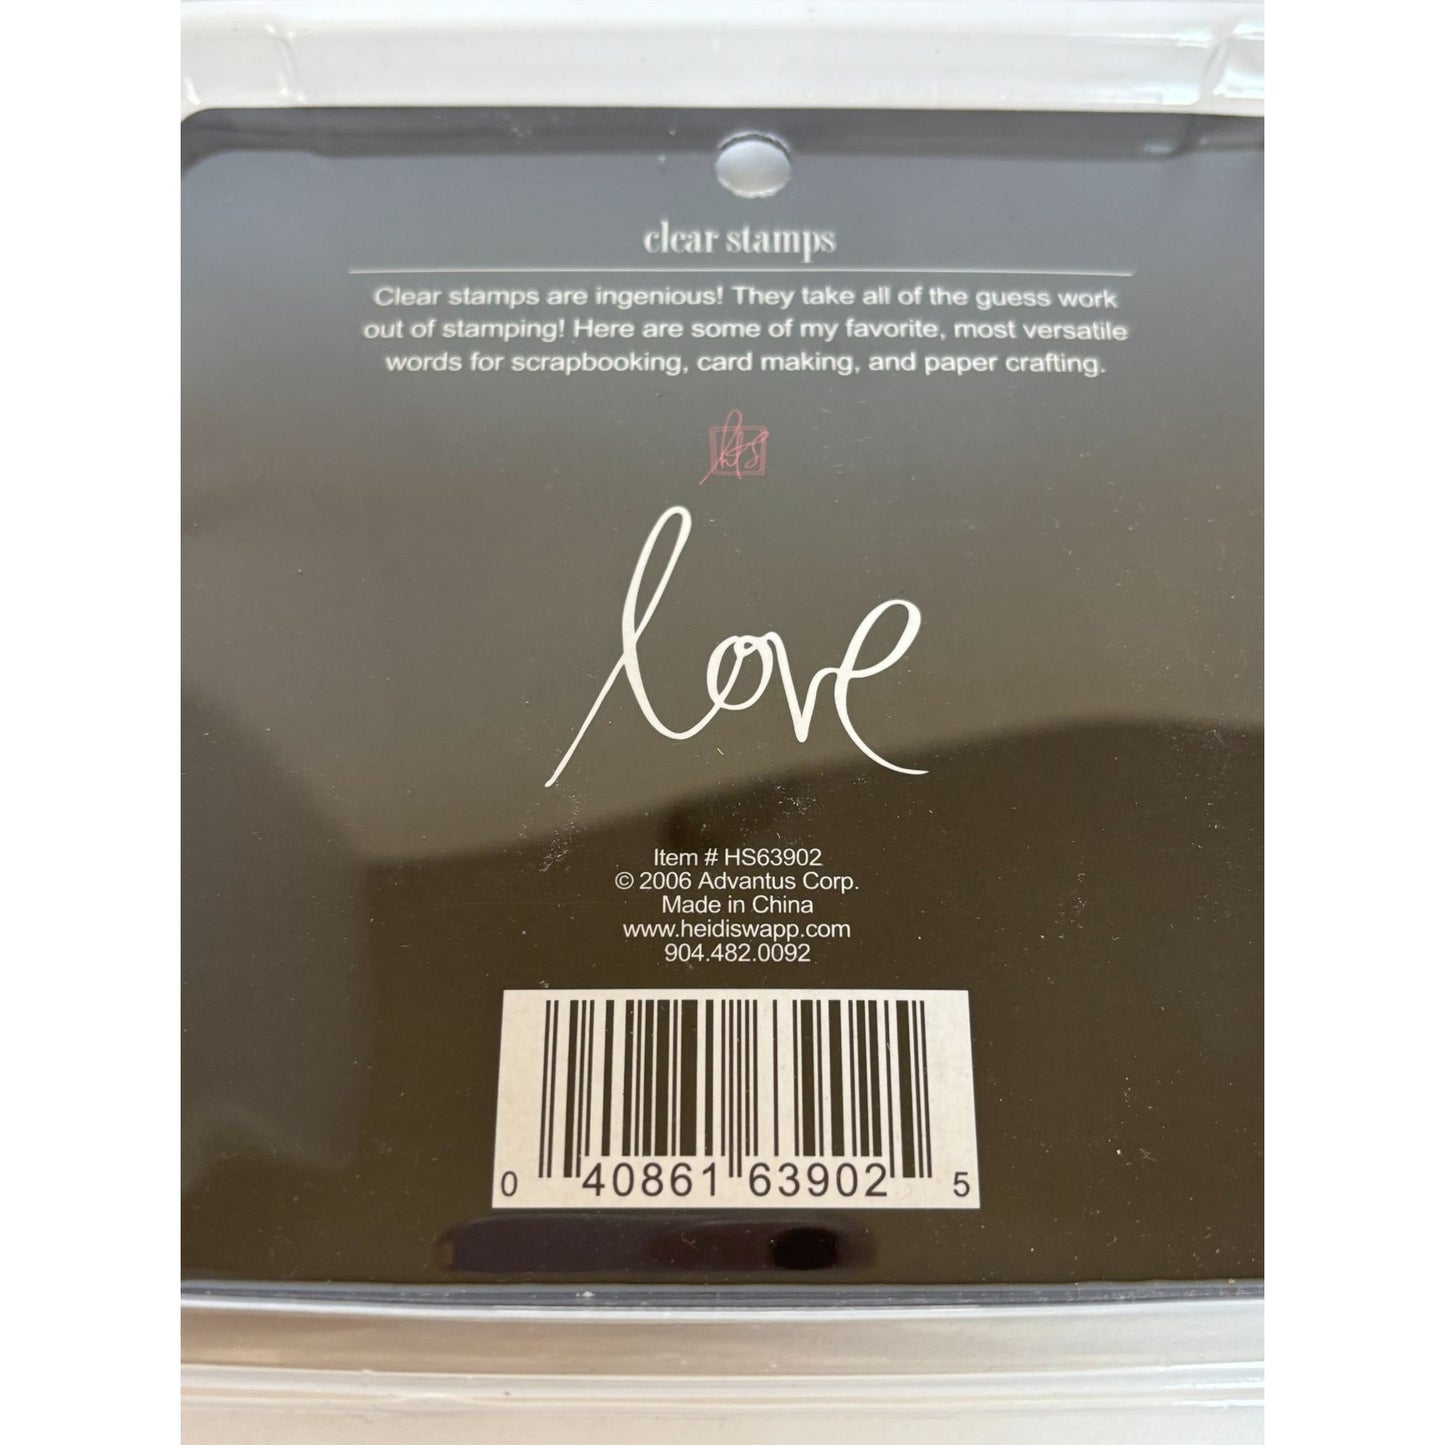 clear stamps
Clear stamps are ingenious! They take all of the guess work
out of stamping! Here are some of my favorite, most versatile
words for scrapbooking, card making, and paper crafting.
HS
love
Item # HS63902
© 2006 Advantus Corp.
Made in China
www.heidiswapp.com
904.482.0092
0 40861 63902 5